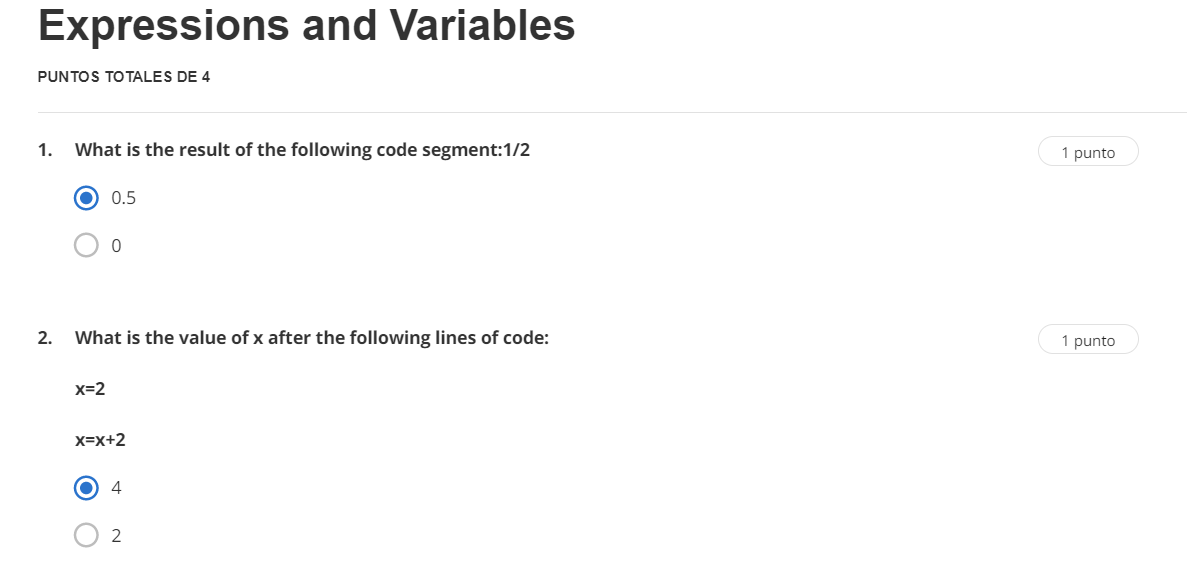 Expressions and Variables
PUNTOS TOTALES DE 4
1. What is the result of the following code segment:1/2
1 punto
0.5
0
2. What is the value of x after the following lines of code:
1 punto
x=2
x=x+2
4
2